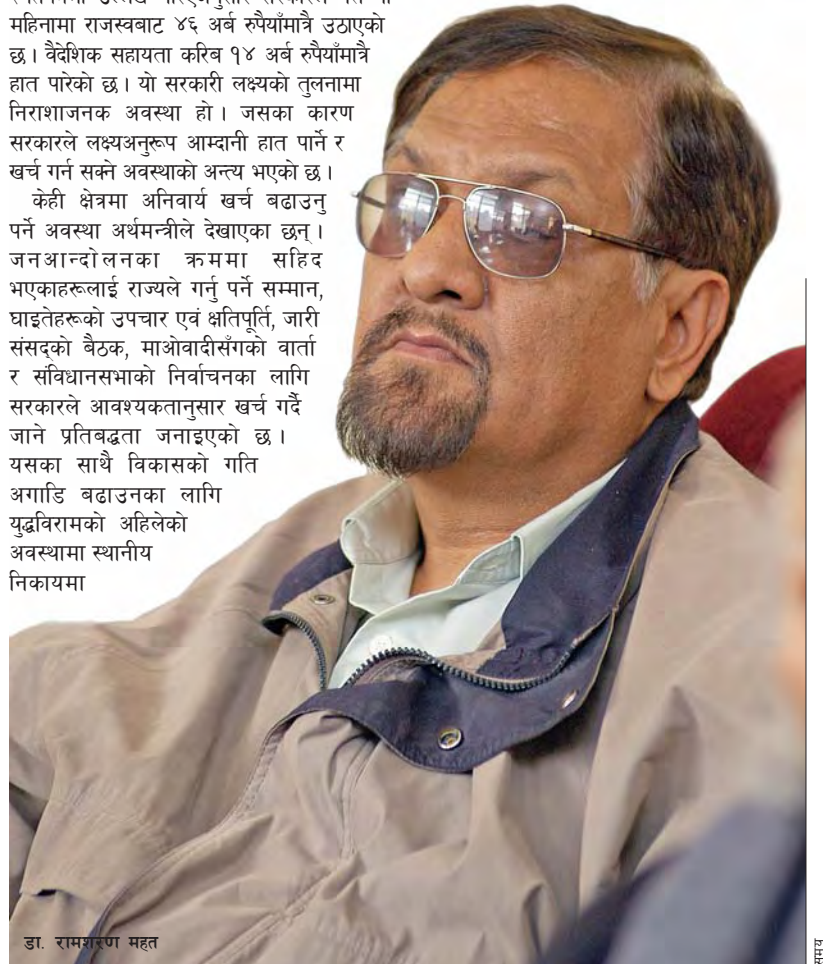 महिनामा राजस्वबाट ४६ अर्ब रुपैयाँमात्रै उठाएको
छ। वैदेशिक सहायता करिब १४ अर्ब रुपैयाँमात्रै
हात पारेको छ। यो सरकारी लक्ष्यको तुलनामा
निराशाजनक अवस्था हो। जसका कारण
सरकारले लक्ष्यअनुरूप आम्दानी हात पार्ने र
खर्च गर्न सक्ने अवस्थाको अन्त्य भएको छ।
केही क्षेत्रमा अनिवार्य खर्च बढाउनु
पर्ने अवस्था अर्थमन्त्रीले देखाएका छन्।
जनआन्दोलनका क्रममा सहिद
भएकाहरूलाई राज्यले गर्नु पर्ने सम्मान,
घाइतेहरूको उपचार एवं क्षतिपूर्ति, जारी
संसद्को बैठक, माओवादीसँगको वार्ता
र संविधानसभाको निर्वाचनका लागि
सरकारले आवश्यकतानुसार खर्च गर्दै
जाने प्रतिबद्धता जनाइएको छ।
यसका साथै विकासको गति
अगाडि बढाउनका लागि
युद्धविरामको अहिलेको
अवस्थामा स्थानीय
निकायमा
डा. रामशरण महत
समय